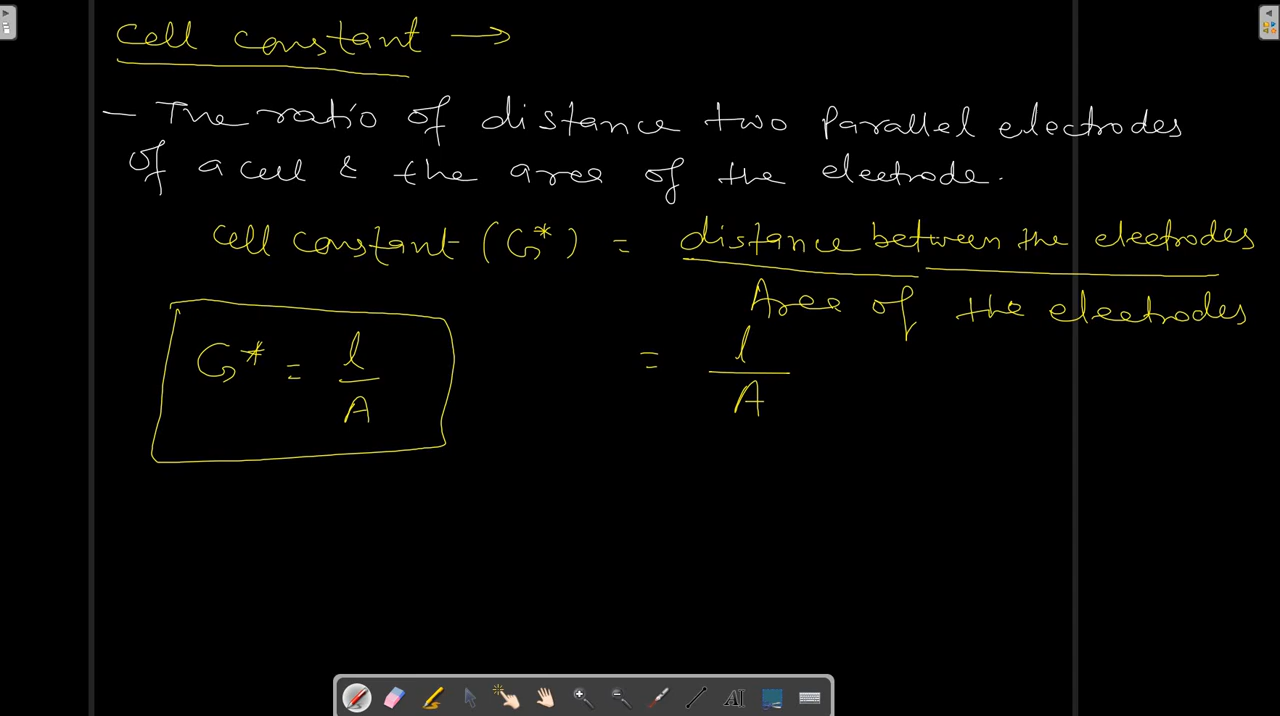 Cell constant →
- The ratio of distance two parallel electrodes
of a cell & the area of the electrode.
Cell constant (G*) = distance between the electrodes
Area of the electrodes
G* = l / A
= l / A
AI